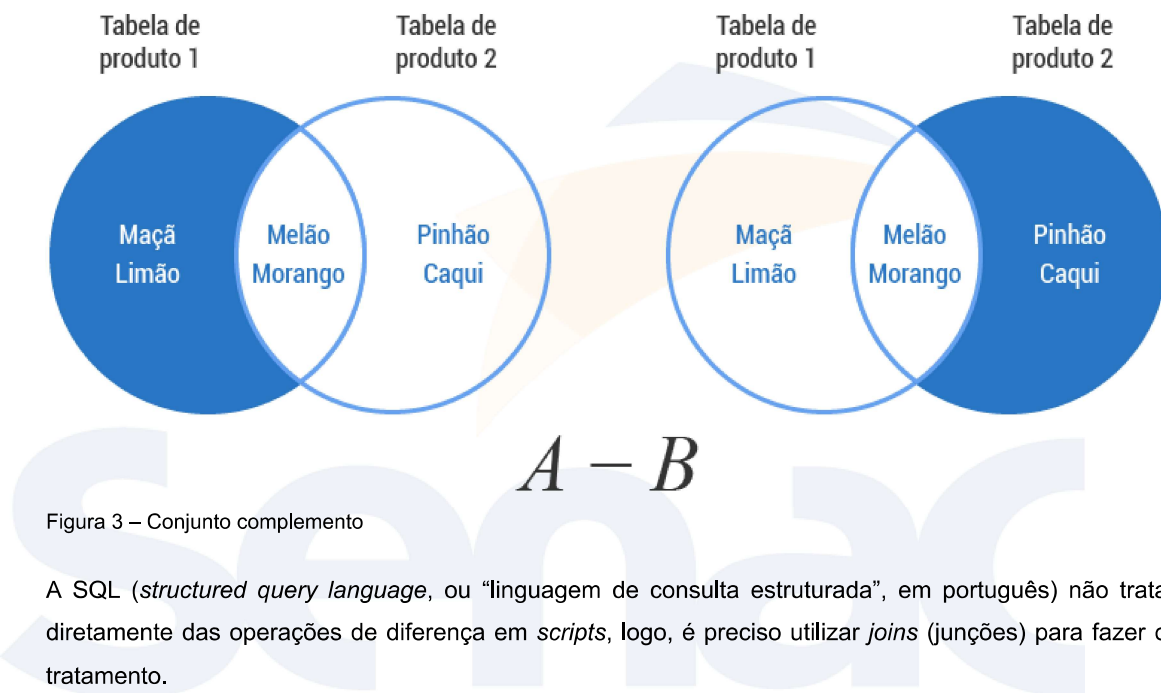 Tabela de
produto 1
Tabela de
produto 2
Tabela de
produto 1
Tabela de
produto 2
Maçã
Limão
Melão
Morango
Pinhão
Caqui
Maçã
Limão
Melão
Morango
Pinhão
Caqui
A − B
Figura 3 – Conjunto complemento
A SQL (structured query language, ou “linguagem de consulta estruturada”, em português) não trata
diretamente das operações de diferença em scripts, logo, é preciso utilizar joins (junções) para fazer o
tratamento.
Senac